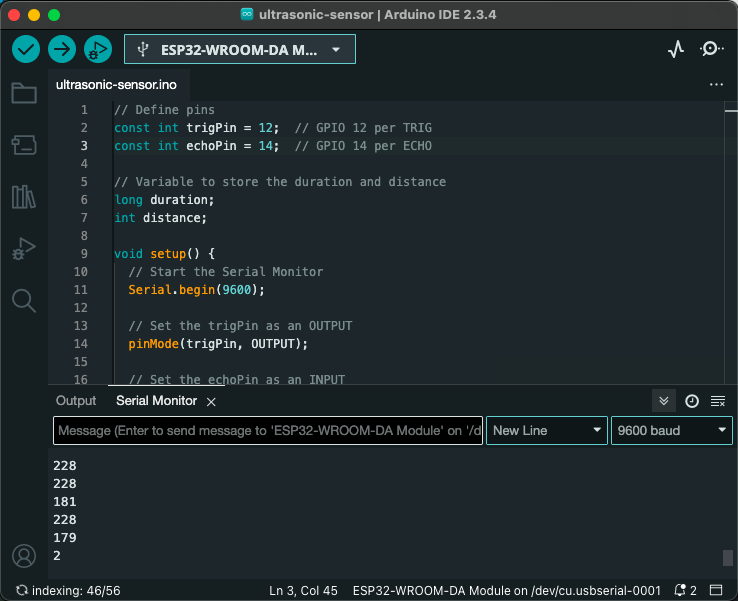 ultrasonic-sensor | Arduino IDE 2.3.4
ESP32-WROOM-DA M...
ultrasonic-sensor.ino
1 // Define pins
2 const int trigPin = 12;  // GPIO 12 per TRIG
3 const int echoPin = 14;  // GPIO 14 per ECHO
4
5 // Variable to store the duration and distance
6 long duration;
7 int distance;
8
9 void setup() {
10   // Start the Serial Monitor
11   Serial.begin(9600);
12
13   // Set the trigPin as an OUTPUT
14   pinMode(trigPin, OUTPUT);
15
16   // Set the echoPin as an INPUT
Output Serial Monitor
Message (Enter to send message to 'ESP32-WROOM-DA Module' on '/d New Line 9600 baud
228
228
181
228
179
2
indexing: 46/56 Ln 3, Col 45 ESP32-WROOM-DA Module on /dev/cu.usbserial-0001 2